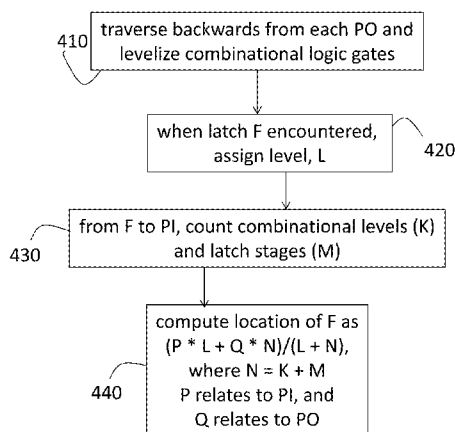 410
traverse backwards from each PO and
levelize combinational logic gates
when latch F encountered,
assign level, L
420
from F to PI, count combinational levels (K)
and latch stages (M)
430
compute location of F as
(P * L + Q * N)/(L + N),
where N = K + M
P relates to PI, and
Q relates to PO
440